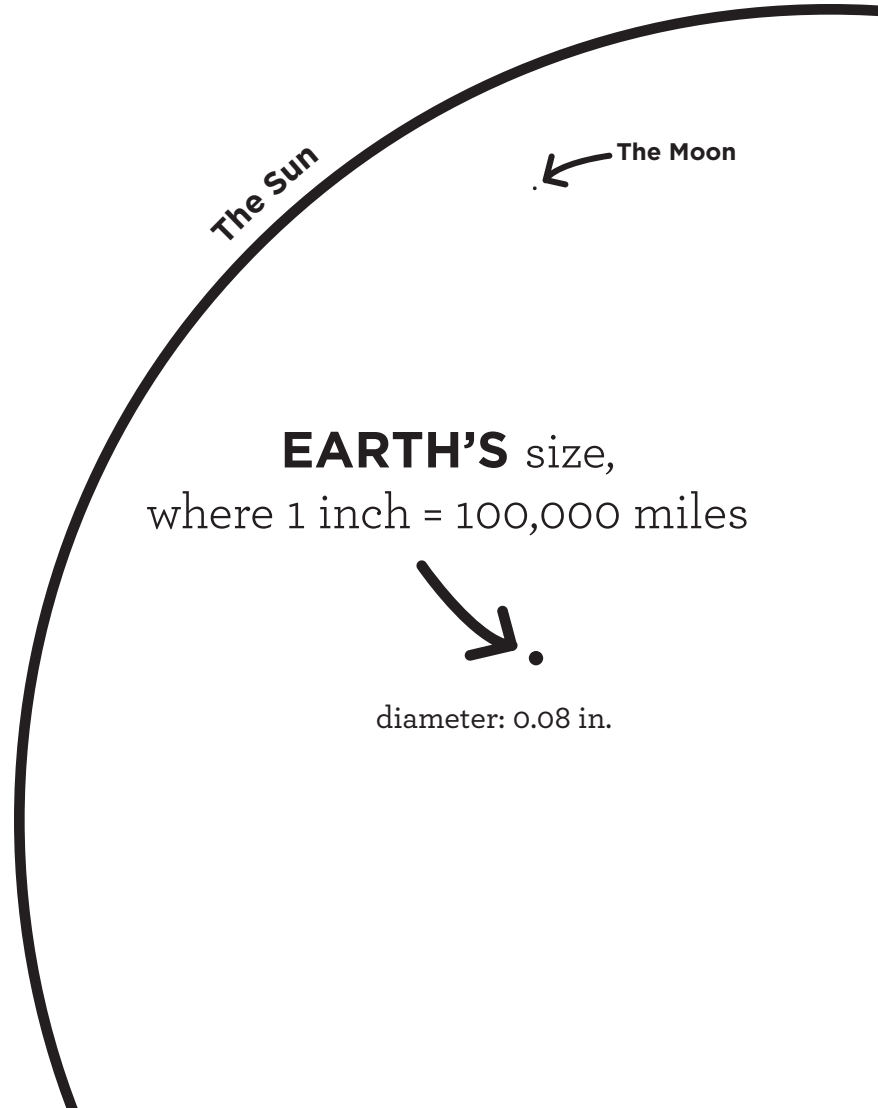 The Sun
The Moon
EARTH’S size,
where 1 inch = 100,000 miles
diameter: 0.08 in.